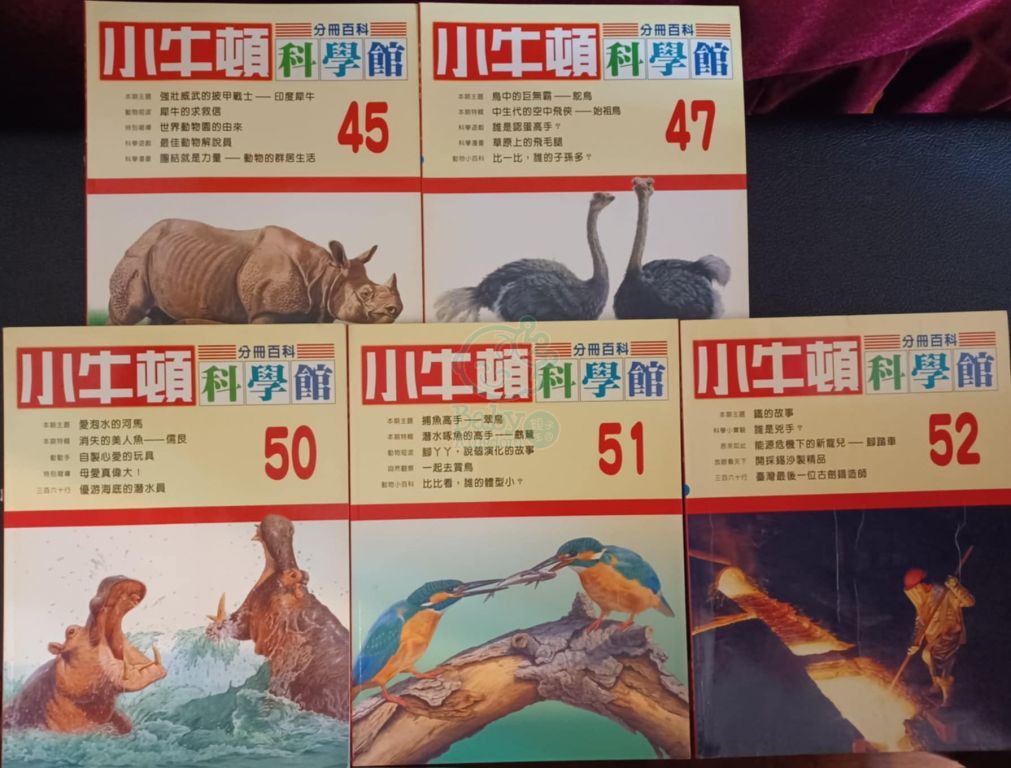 分冊百科
小牛頓科學館
本期主題 強壯威武的披甲戰士——印度犀牛
動物短波 犀牛的求救信
特別報導 世界動物園的由來
科學遊戲 最佳動物解說員
科學漫畫 團結就是力量——動物的群居生活
45
分冊百科
小牛頓科學館
本期主題 鳥中的巨無霸——鴕鳥
本期特輯 中生代的空中飛俠——始祖鳥
科學遊戲 誰是認蛋高手？
科學漫畫 草原上的飛毛腿
動物小百科 比一比，誰的子孫多？
47
分冊百科
小牛頓科學館
本期主題 愛泡水的河馬
本期特輯 消失的美人魚——儒艮
動動手 自製心愛的玩具
特別報導 母愛真偉大！
三百六十行 優游海底的潛水員
50
分冊百科
小牛頓科學館
本期主題 捕魚高手——翠鳥
本期特輯 潛水啄魚的高手——鸊鷉
動物短波 腳丫丫，說個演化的故事
自然觀察 一起去賞鳥
動物小百科 比比看，誰的體型小？
51
分冊百科
小牛頓科學館
本期主題 鐵的故事
科學小實驗 誰是兇手？
原來如此 能源危機下的新寵兒——腳踏車
放眼看天下 開採錫沙製精品
三百六十行 臺灣最後一位古劍鑄造師
52
Baby